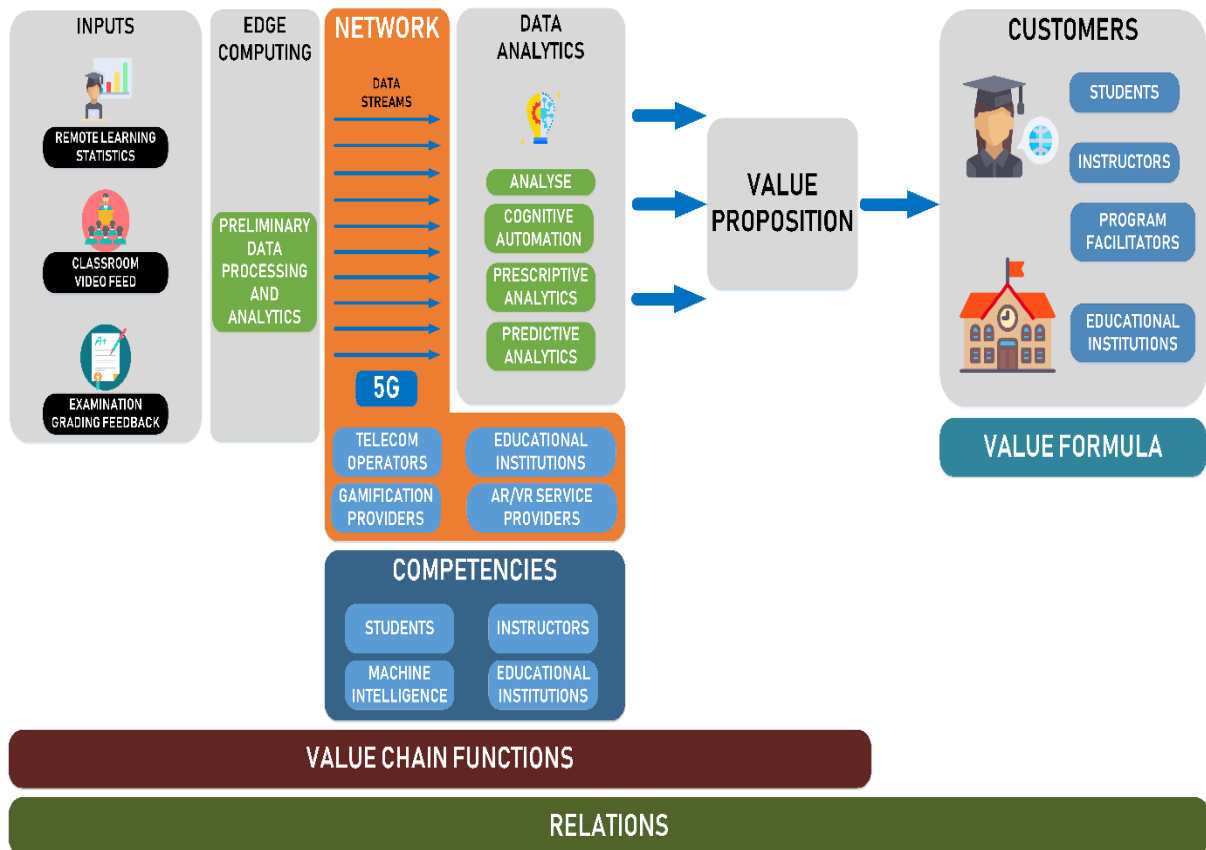 INPUTS
REMOTE LEARNING
STATISTICS
CLASSROOM
VIDEO FEED
A+
EXAMINATION
GRADING FEEDBACK
EDGE
COMPUTING
PRELIMINARY
DATA
PROCESSING
AND
ANALYTICS
NETWORK
DATA
STREAMS
5G
TELECOM
OPERATORS
EDUCATIONAL
INSTITUTIONS
GAMIFICATION
PROVIDERS
AR/VR SERVICE
PROVIDERS
DATA
ANALYTICS
ANALYSE
COGNITIVE
AUTOMATION
PRESCRIPTIVE
ANALYTICS
PREDICTIVE
ANALYTICS
COMPETENCIES
STUDENTS
INSTRUCTORS
MACHINE
INTELLIGENCE
EDUCATIONAL
INSTITUTIONS
VALUE
PROPOSITION
CUSTOMERS
STUDENTS
INSTRUCTORS
PROGRAM
FACILITATORS
EDUCATIONAL
INSTITUTIONS
VALUE FORMULA
VALUE CHAIN FUNCTIONS
RELATIONS